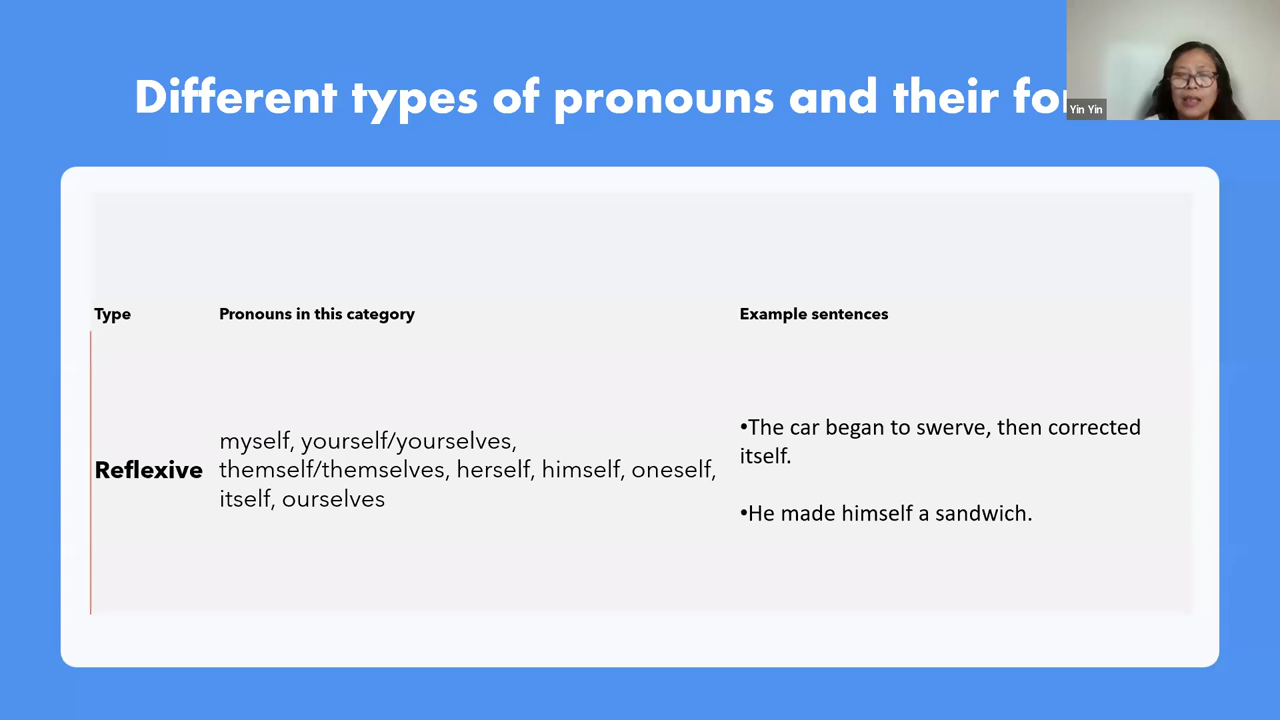 Different types of pronouns and their for
Yin Yin
Type
Pronouns in this category
Example sentences
Reflexive
myself, yourself/yourselves,
themself/themselves, herself, himself, oneself,
itself, ourselves
•The car began to swerve, then corrected
itself.
•He made himself a sandwich.